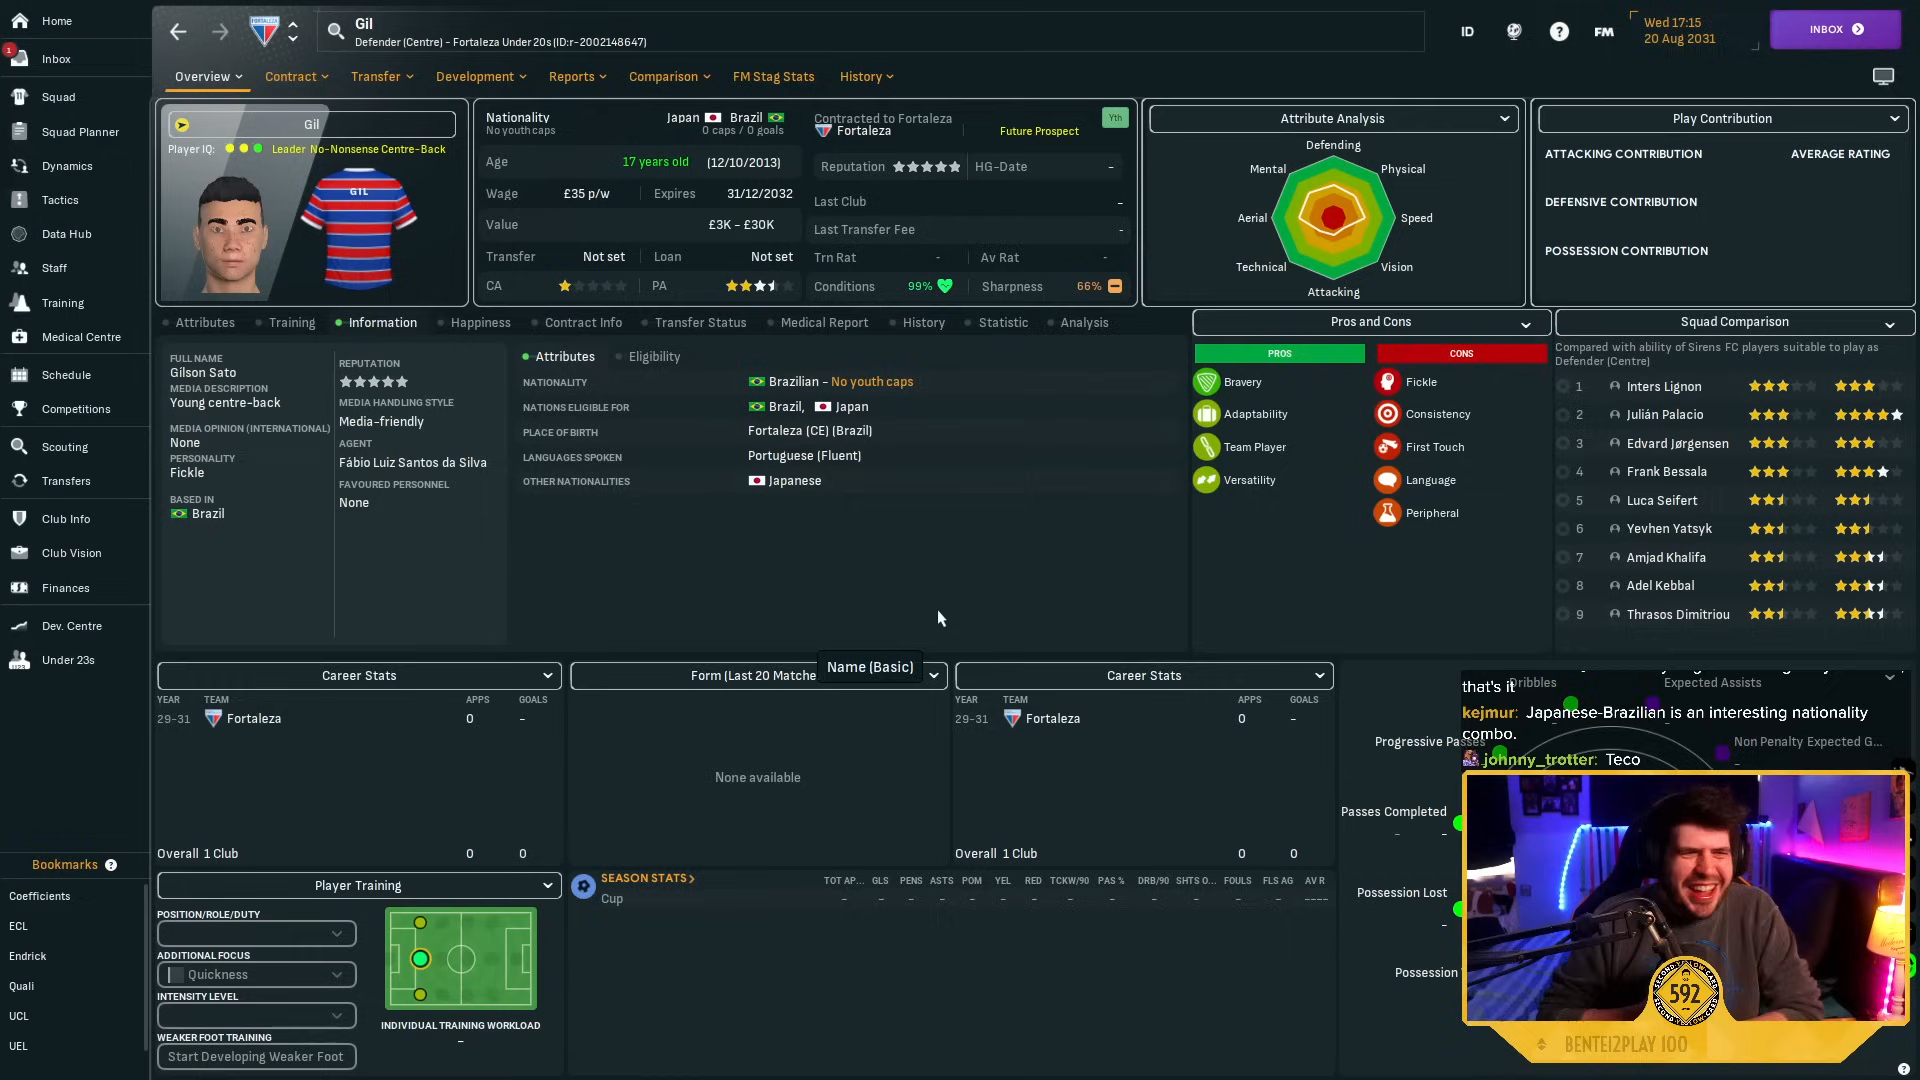 Home
Inbox
1
Squad
Squad Planner
Dynamics
Tactics
Data Hub
Staff
Training
Medical Centre
Schedule
Competitions
Scouting
Transfers
Club Info
Club Vision
Finances
Dev. Centre
Under 23s
Bookmarks
Coefficients
ECL
Endrick
Quali
UCL
UEL
FORTALEZA
Gil
Defender (Centre) - Fortaleza Under 20s (ID:r-2002148647)
ID
FM
Wed 17:15
20 Aug 2031
INBOX
Overview Contract Transfer Development Reports Comparison FM Stag Stats History
Gil
Player IQ: Leader No-Nonsense Centre-Back
GIL
Nationality Japan Brazil
No youth caps 0 caps / 0 goals
Age 17 years old (12/10/2013)
Wage £35 p/w Expires 31/12/2032
Value £3K - £30K
Transfer Not set Loan Not set
CA PA
Contracted to Fortaleza Yth
Fortaleza Future Prospect
Reputation HG-Date -
Last Club -
Last Transfer Fee -
Trn Rat - Av Rat -
Conditions 99% Sharpness 66%
Attribute Analysis
Defending
Mental Physical
Aerial Speed
Technical Vision
Attacking
Play Contribution
ATTACKING CONTRIBUTION AVERAGE RATING
DEFENSIVE CONTRIBUTION
POSSESSION CONTRIBUTION
Attributes Training Information Happiness Contract Info Transfer Status Medical Report History Statistic Analysis
FULL NAME
Gílson Sato
MEDIA DESCRIPTION
Young centre-back
MEDIA OPINION (INTERNATIONAL)
None
PERSONALITY
Fickle
BASED IN
Brazil
REPUTATION
MEDIA HANDLING STYLE
Media-friendly
AGENT
Fábio Luiz Santos da Silva
FAVOURED PERSONNEL
None
Attributes Eligibility
NATIONALITY Brazilian - No youth caps
NATIONS ELIGIBLE FOR Brazil, Japan
PLACE OF BIRTH Fortaleza (CE) (Brazil)
LANGUAGES SPOKEN Portuguese (Fluent)
OTHER NATIONALITIES Japanese
Pros and Cons
PROS CONS
Bravery Fickle
Adaptability Consistency
Team Player First Touch
Versatility Language
Peripheral
Squad Comparison
Compared with ability of Sirens FC players suitable to play as
Defender (Centre)
1 Inters Lignon
2 Julián Palacio
3 Edvard Jørgensen
4 Frank Bessala
5 Luca Seifert
6 Yevhen Yatsyk
7 Amjad Khalifa
8 Adel Kebbal
9 Thrasos Dimitriou
Career Stats
YEAR TEAM APPS GOALS
29-31 Fortaleza 0 -
Overall 1 Club 0 0
Form (Last 20 Matche
Name (Basic)
None available
Career Stats
YEAR TEAM APPS GOALS
29-31 Fortaleza 0 -
Overall 1 Club 0 0
Player Training
POSITION/ROLE/DUTY
ADDITIONAL FOCUS
Quickness
INTENSITY LEVEL
WEAKER FOOT TRAINING
Start Developing Weaker Foot
INDIVIDUAL TRAINING WORKLOAD
-
SEASON STATS TOT AP... GLS PENS ASTS POM YEL RED TCKW/90 PAS % DRB/90 SHTS O... FOULS FLS AG AV R
Cup - - - - - - - - - - - - - ----
Dribbles Expected Assists
Progressive Passes
Non Penalty Expected G...
Passes Completed
Possession Lost
Possession
that's it
kejmur: Japanese-Brazilian is an interesting nationality
combo.
johnny_trotter: Teco
592
BENTEI2PLAY 100